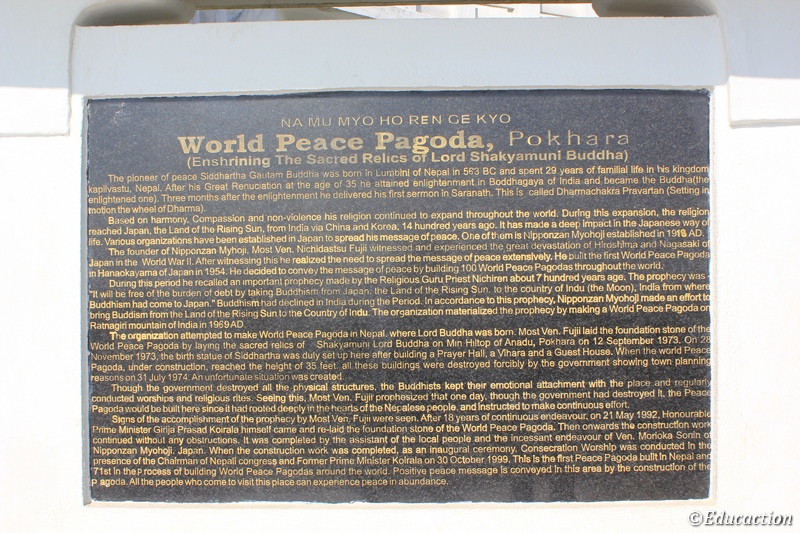 NA MU MYO HO REN GE KYO
World Peace Pagoda, Pokhara
(Enshrining The Sacred Relics of Lord Shakyamuni Buddha)
The pioneer of peace Siddhartha Gautam Buddha was born in Lumbini of Nepal in 563 BC and spent 29 years of familial life in his kingdom
kapilvastu, Nepal. After his Great Renuciation at the age of 35 he attained enlightenment in Boddhagaya of India and became the Buddha(the
enlightened one). Three months after the enlightenment he delivered his first sermon in Saranath. This is called Dharmachakra Pravartan (Setting in
motion the wheel of Dharma).
Based on harmony, Compassion and non-violence his religion continued to expand throughout the world. During this expansion, the religion
reached Japan, the Land of the Rising Sun, from India via China and Korea, 14 hundred years ago. It has made a deep impact in the Japanese way of
life. Various organizations have been established in Japan to spread his message of peace. One of them is Nipponzan Myohoji established in 1918 AD.
The founder of Nipponzan Myhoji, Most Ven. Nichidastsu Fujii witnessed and experienced the great devastation of Hiroshima and Nagasaki of
Japan in the World War II. After witnessing this he realized the need to spread the message of peace extensively. He built the first World Peace Pagoda
in Hanaokayama of Japan in 1954. He decided to convey the message of peace by building 100 World Peace Pagodas throughout the world.
During this period he recalled an important prophecy made by the Religious Guru Priest Nichiren about 7 hundred years age. The prophecy was -
"It will be free of the burden of debt by taking Buddhism from Japan; the Land of the Rising Sun, to the country of Indu (the Moon), India from where
Buddhism had come to Japan." Buddism had declined in India during the Period. In accordance to this prophecy, Nipponzan Myohoji made an effort to
bring Buddism from the Land of the Rising Sun to the Country of Indu. The organization materialized the prophecy by making a World Peace Pagoda on
Ratnagiri mountain of India in 1969 AD.
The organization attempted to make World Peace Pagoda in Nepal, where Lord Buddha was born. Most Ven. Fujii laid the foundation stone of the
World Peace Pagoda by laying the sacred relics of Shakyamuni Lord Buddha on Min Hiltop of Anadu, Pokhara on 12 September 1973. On 28
November 1973, the birth statue of Siddhartha was duly set up here after building a Prayer Hall, a Vihara and a Guest House. When the world Peace
Pagoda, under construction, reached the height of 35 feet, all these buildings were destroyed forcibly by the government showing town planning
reasons on 31 July 1974. An unfortunate situation was created.
Though the government destroyed all the physical structures, the Buddhists kept their emotional attachment with the place and regularly
conducted worships and religious rites. Seeing this, Most Ven. Fujii prophesized that one day, though the government had destroyed it, the Peace
Pagoda would be built here since it had rooted deeply in the hearts of the Nepalese people, and instructed to make continuous effort.
Signs of the accomplishment of the prophecy by Most Ven. Fujii were seen. After 18 years of continuous endeavour, on 21 May 1992, Honourable
Prime Minister Girija Prasad Koirala himself came and re-laid the foundation stone of the World Peace Pagoda. Then onwards the construction work
continued without any obstructions. It was completed by the assistant of the local people and the incessant endeavour of Ven. Morioka Sonin of
Nipponzan Myohoji, Japan. When the construction work was completed, as an inaugural ceremony, Consecration Worship was conducted in the
presence of the Chairman of Nepali congress and Former Prime Minister Koirala on 30 October 1999. This is the first Peace Pagoda built in Nepal and
71st in the process of building World Peace Pagodas around the world. Positive peace message is conveyed in this area by the construction of the
Pagoda. All the people who come to visit this place can experience peace in abundance.
©Educaction